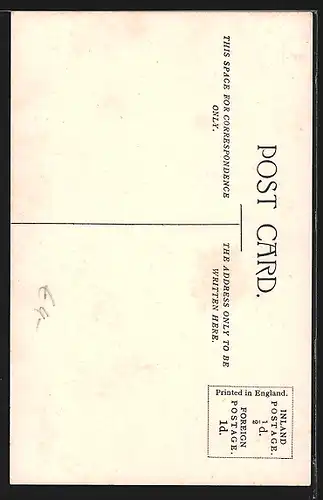 POST CARD.
THIS SPACE FOR CORRESPONDENCE
ONLY.
THE ADDRESS ONLY TO BE
WRITTEN HERE.
Printed in England.
INLAND
POSTAGE.
½d.
FOREIGN
POSTAGE.
1d.